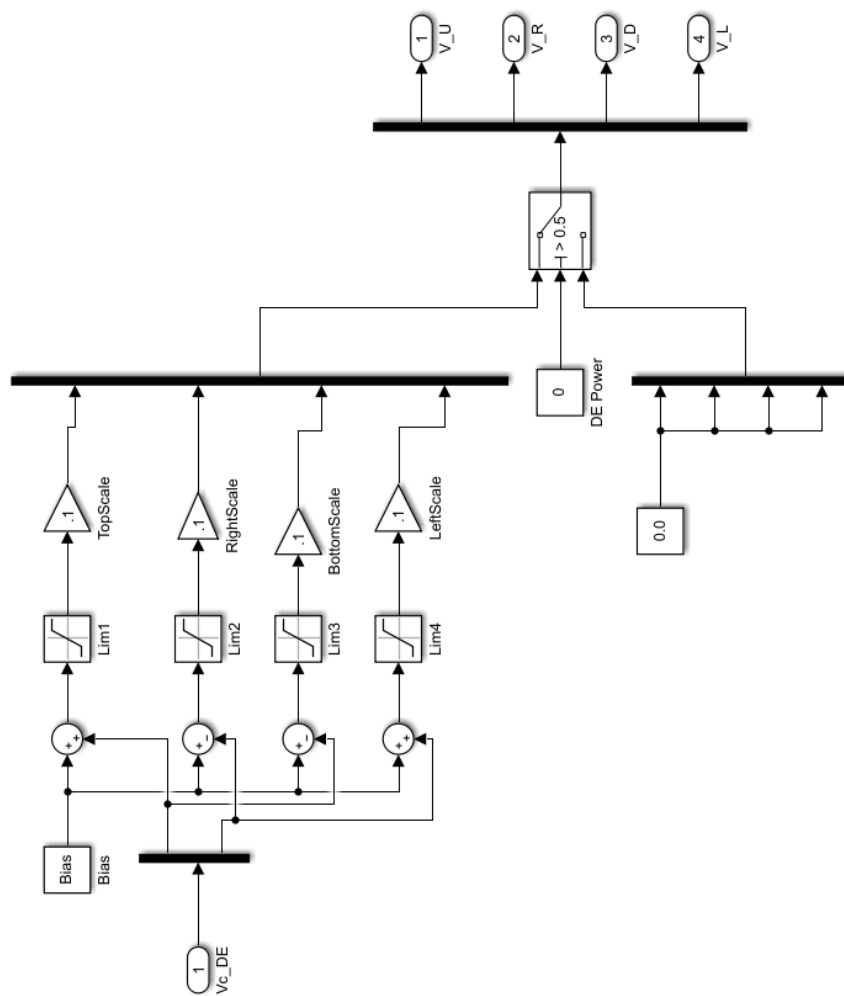 1
Vc_DE
Bias
Bias
+
+
+
−
+
−
+
+
Lim1
Lim2
Lim3
Lim4
.1
TopScale
.1
RightScale
.1
BottomScale
.1
LeftScale
0.0
0
DE Power
> 0.5
1
V_U
2
V_R
3
V_D
4
V_L